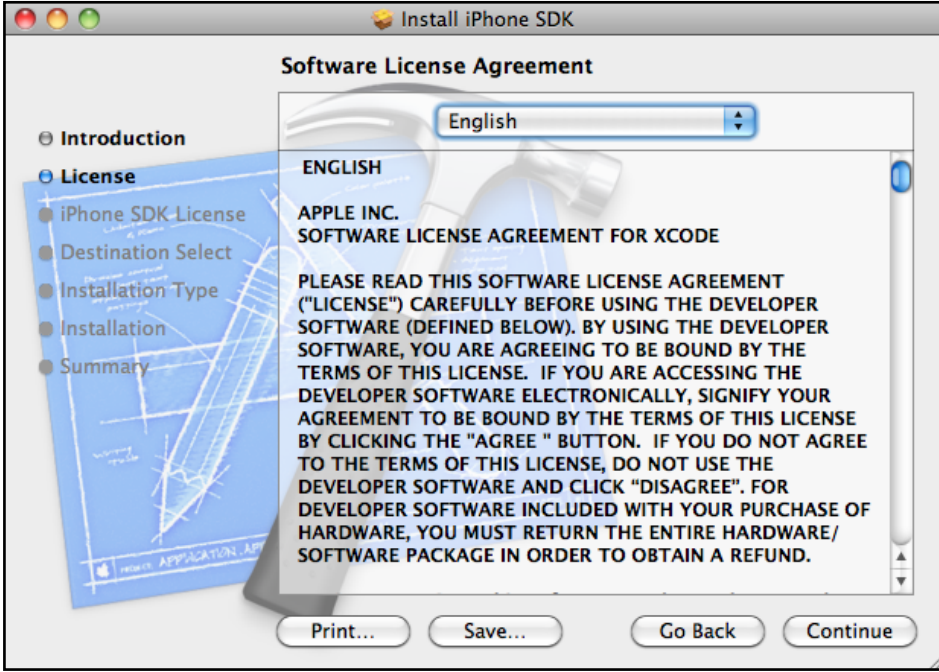 Install iPhone SDK
Software License Agreement
English
Introduction
License
iPhone SDK License
Destination Select
Installation Type
Installation
Summary
ENGLISH
APPLE INC.
SOFTWARE LICENSE AGREEMENT FOR XCODE
PLEASE READ THIS SOFTWARE LICENSE AGREEMENT
("LICENSE") CAREFULLY BEFORE USING THE DEVELOPER
SOFTWARE (DEFINED BELOW). BY USING THE DEVELOPER
SOFTWARE, YOU ARE AGREEING TO BE BOUND BY THE
TERMS OF THIS LICENSE.  IF YOU ARE ACCESSING THE
DEVELOPER SOFTWARE ELECTRONICALLY, SIGNIFY YOUR
AGREEMENT TO BE BOUND BY THE TERMS OF THIS LICENSE
BY CLICKING THE "AGREE " BUTTON.  IF YOU DO NOT AGREE
TO THE TERMS OF THIS LICENSE, DO NOT USE THE
DEVELOPER SOFTWARE AND CLICK “DISAGREE”. FOR
DEVELOPER SOFTWARE INCLUDED WITH YOUR PURCHASE OF
HARDWARE, YOU MUST RETURN THE ENTIRE HARDWARE/
SOFTWARE PACKAGE IN ORDER TO OBTAIN A REFUND.
PROJECT APPLICATION.APP
Print...
Save...
Go Back
Continue